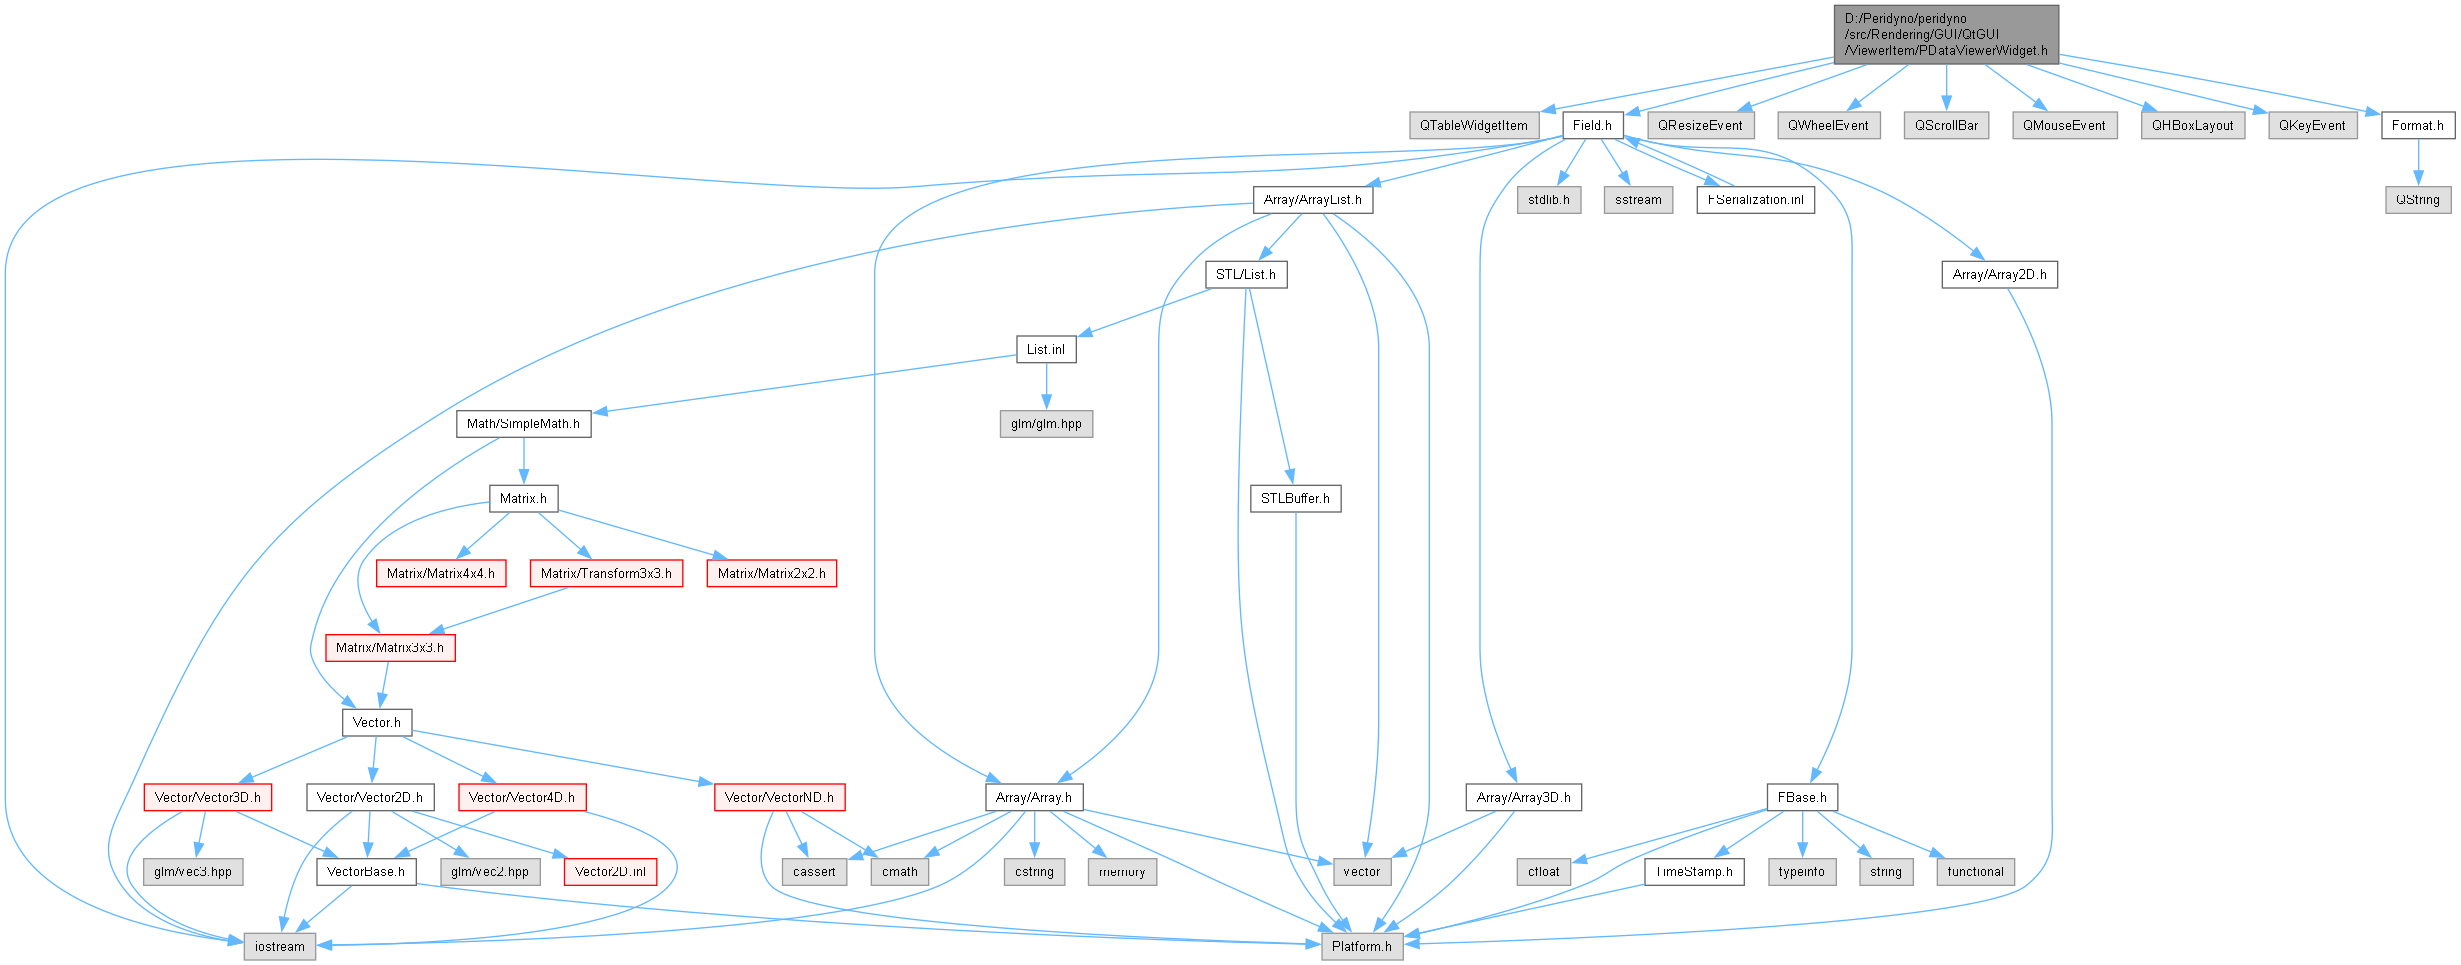 D:/Peridyno/peridyno
/src/Rendering/GUI/QtGUI
/ViewerItem/PDataViewerWidget.h
QTableWidgetItem
Field.h
QResizeEvent
QWheelEvent
QScrollBar
QMouseEvent
QHBoxLayout
QKeyEvent
Format.h
Array/ArrayList.h
stdlib.h
sstream
FSerialization.inl
QString
STL/List.h
Array/Array2D.h
List.inl
Math/SimpleMath.h
glm/glm.hpp
Matrix.h
STLBuffer.h
Matrix/Matrix4x4.h
Matrix/Transform3x3.h
Matrix/Matrix2x2.h
Matrix/Matrix3x3.h
Vector.h
Vector/Vector3D.h
Vector/Vector2D.h
Vector/Vector4D.h
Vector/VectorND.h
Array/Array.h
Array/Array3D.h
FBase.h
glm/vec3.hpp
VectorBase.h
glm/vec2.hpp
Vector2D.inl
cassert
cmath
cstring
memory
vector
cfloat
TimeStamp.h
typeinfo
string
functional
iostream
Platform.h